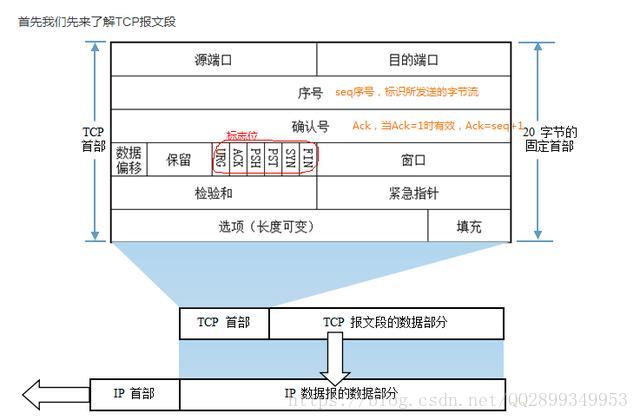 首先我们先来了解TCP报文段
源端口 目的端口
序号 seq序号，标识所发送的字节流
TCP 首部
确认号 Ack，当Ack=1时有效，Ack=seq+1
20 字节的固定首部
标志位
数据偏移 保留 URG ACK PSH PST SYN FIN 窗口
检验和 紧急指针
选项（长度可变） 填充
TCP 首部 TCP 报文段的数据部分
IP 首部 IP 数据报的数据部分
https://blog.csdn.net/QQ2899349953